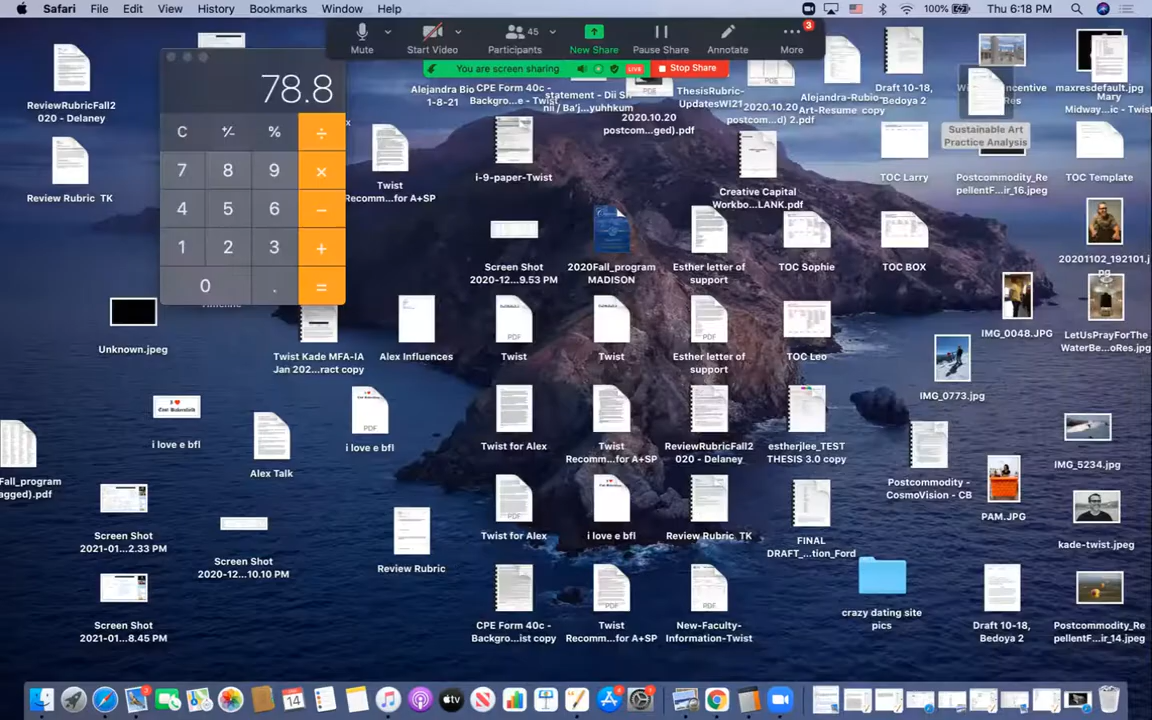 Safari File Edit View History Bookmarks Window Help
100% Thu 6:18 PM
Mute
Start Video
Participants
45
New Share
Pause Share
Annotate
3
More
You are screen sharing
LIVE
Stop Share
78.8
C +⁄- % ÷
7 8 9 ×
4 5 6 −
1 2 3 +
0 . =
ReviewRubricFall2
020 - Delaney
Review Rubric TK
Alejandra Bio
1-8-21
CPE Form 40c -
Backgro...e - Twist
ThesisRubric-
UpdatesWI21
2020.10.20
postcom...ged).pdf
2020.10.20
postcom...d) 2.pdf
Alejandra-Rubio
Art-Resume copy
Draft 10-18,
Bedoya 2
Sustainable Art
Practice Analysis
maxresdefault.jpg
Mary
Midway
Twist
Recomm...for A+SP
i-9-paper-Twist
Creative Capital
Workbo...LANK.pdf
TOC Larry
Postcommodity_Re
pellentF...ir_16.jpeg
TOC Template
Screen Shot
2020-12...9.53 PM
2020Fall_program
MADISON
Esther letter of
support
TOC Sophie
TOC BOX
20201102_192101.j
pg
Unknown.jpeg
Twist Kade MFA-IA
Jan 202...ract copy
Alex Influences
PDF
Twist
PDF
Twist
PDF
Esther letter of
support
TOC Leo
IMG_0048.JPG
LetUsPrayForThe
WaterBe...oRes.jpg
IMG_0773.jpg
i love e bfl
Alex Talk
PDF
i love e bfl
Twist for Alex
Twist
Recomm...for A+SP
ReviewRubricFall2
020 - Delaney
estherjlee_TEST
THESIS 3.0 copy
Postcommodity -
CosmoVision - CB
IMG_5234.jpg
PAM.JPG
Fall_program
agged).pdf
Screen Shot
2021-01...2.33 PM
Screen Shot
2020-12...10.10 PM
Review Rubric
Twist for Alex
i love e bfl
Review Rubric TK
FINAL
DRAFT_...tion_Ford
kade-twist.jpeg
Screen Shot
2021-01...8.45 PM
CPE Form 40c -
Backgro...ist copy
PDF
Twist
Recomm...for A+SP
PDF
New-Faculty-
Information-Twist
crazy dating site
pics
Draft 10-18,
Bedoya 2
Postcommodity_Re
pellentF...ir_14.jpeg
14